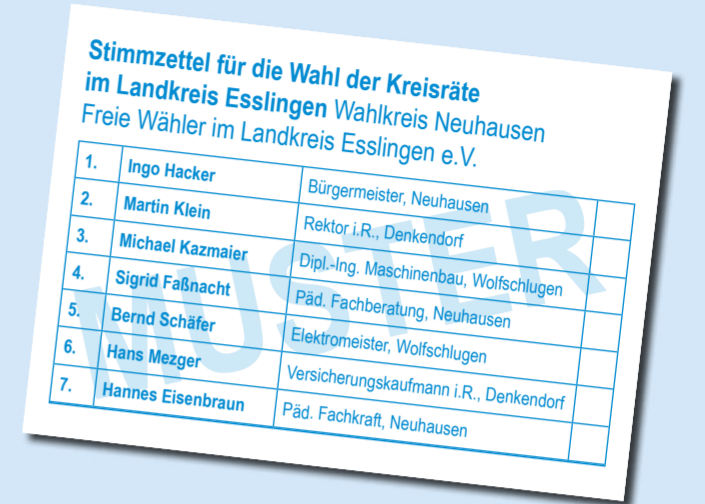 Stimmzettel für die Wahl der Kreisräte
im Landkreis Esslingen Wahlkreis Neuhausen
Freie Wähler im Landkreis Esslingen e.V.
1. Ingo Hacker Bürgermeister, Neuhausen
2. Martin Klein Rektor i.R., Denkendorf
3. Michael Kazmaier Dipl.-Ing. Maschinenbau, Wolfschlugen
4. Sigrid Faßnacht Päd. Fachberatung, Neuhausen
5. Bernd Schäfer Elektromeister, Wolfschlugen
6. Hans Mezger Versicherungskaufmann i.R., Denkendorf
7. Hannes Eisenbraun Päd. Fachkraft, Neuhausen
MUSTER